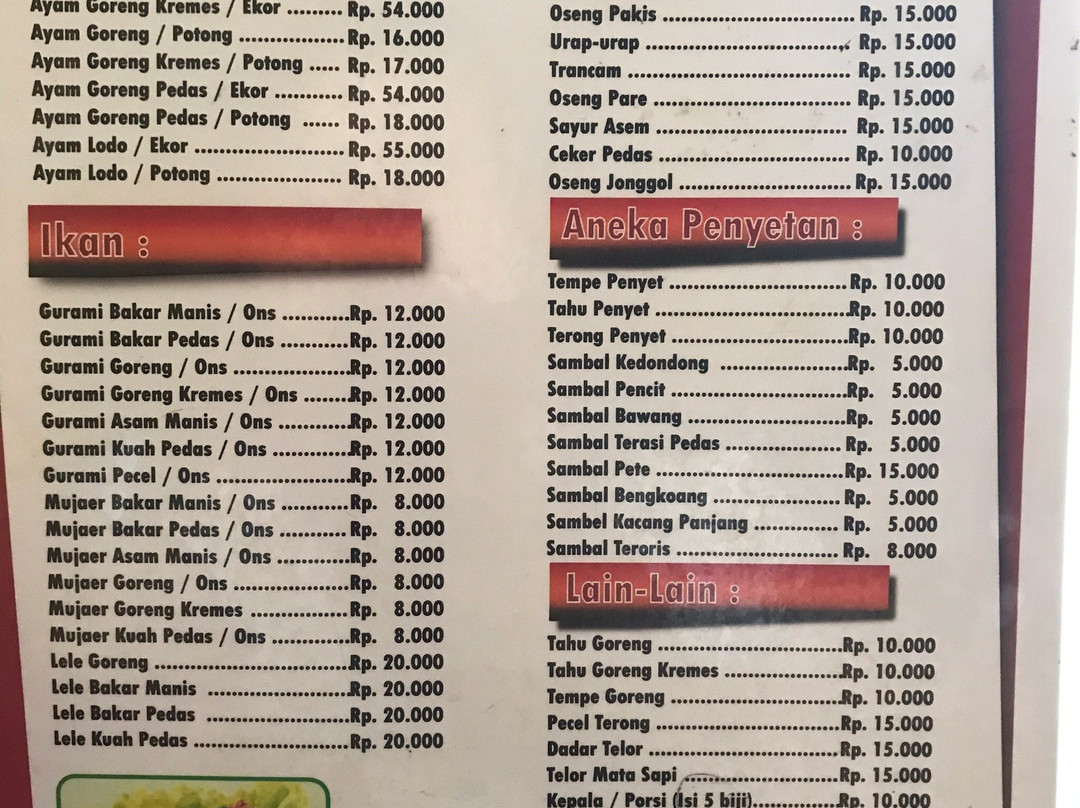 Ayam Goreng Kremes / Ekor ......... Rp. 54.000
Ayam Goreng / Potong ................. Rp. 16.000
Ayam Goreng Kremes / Potong ..... Rp. 17.000
Ayam Goreng Pedas / Ekor ........... Rp. 54.000
Ayam Goreng Pedas / Potong ...... Rp. 18.000
Ayam Lodo / Ekor ........................ Rp. 55.000
Ayam Lodo / Potong .................... Rp. 18.000
Ikan :
Gurami Bakar Manis / Ons ...........Rp. 12.000
Gurami Bakar Pedas / Ons ...........Rp. 12.000
Gurami Goreng / Ons ...................Rp. 12.000
Gurami Goreng Kremes / Ons ........Rp. 12.000
Gurami Asam Manis / Ons ............Rp. 12.000
Gurami Kuah Pedas / Ons .............Rp. 12.000
Gurami Pecel / Ons ......................Rp. 12.000
Mujaer Bakar Manis / Ons ...........Rp. 8.000
Mujaer Bakar Pedas / Ons ........... Rp. 8.000
Mujaer Asam Manis / Ons ............Rp. 8.000
Mujaer Goreng / Ons ...................Rp. 8.000
Mujaer Goreng Kremes ................Rp. 8.000
Mujaer Kuah Pedas / Ons .............Rp. 8.000
Lele Goreng ................................Rp. 20.000
Lele Bakar Manis .......................Rp. 20.000
Lele Bakar Pedas .......................Rp. 20.000
Lele Kuah Pedas .........................Rp. 20.000
Oseng Pakis ............................... Rp. 15.000
Urap-urap ................................. Rp. 15.000
Trancam .................................... Rp. 15.000
Oseng Pare ................................ Rp. 15.000
Sayur Asem ............................... Rp. 15.000
Ceker Pedas ............................... Rp. 10.000
Oseng Jonggol ............................ Rp. 15.000
Aneka Penyetan :
Tempe Penyet ............................. Rp. 10.000
Tahu Penyet ...............................Rp. 10.000
Terong Penyet ............................Rp. 10.000
Sambal Kedondong ....................Rp. 5.000
Sambal Pencit ............................Rp. 5.000
Sambal Bawang .........................Rp. 5.000
Sambal Terasi Pedas .................. Rp. 5.000
Sambal Pete ..............................Rp. 15.000
Sambal Bengkoang .................... Rp. 5.000
Sambel Kacang Panjang ............. Rp. 5.000
Sambal Teroris .......................... Rp. 8.000
Lain-Lain :
Tahu Goreng .............................Rp. 10.000
Tahu Goreng Kremes ..................Rp. 10.000
Tempe Goreng ...........................Rp. 10.000
Pecel Terong .............................Rp. 15.000
Dadar Telor ..............................Rp. 15.000
Telor Mata Sapi ........................Rp. 15.000
Kepala / Porsi (Isi 5 biji).............Rp. 10.000